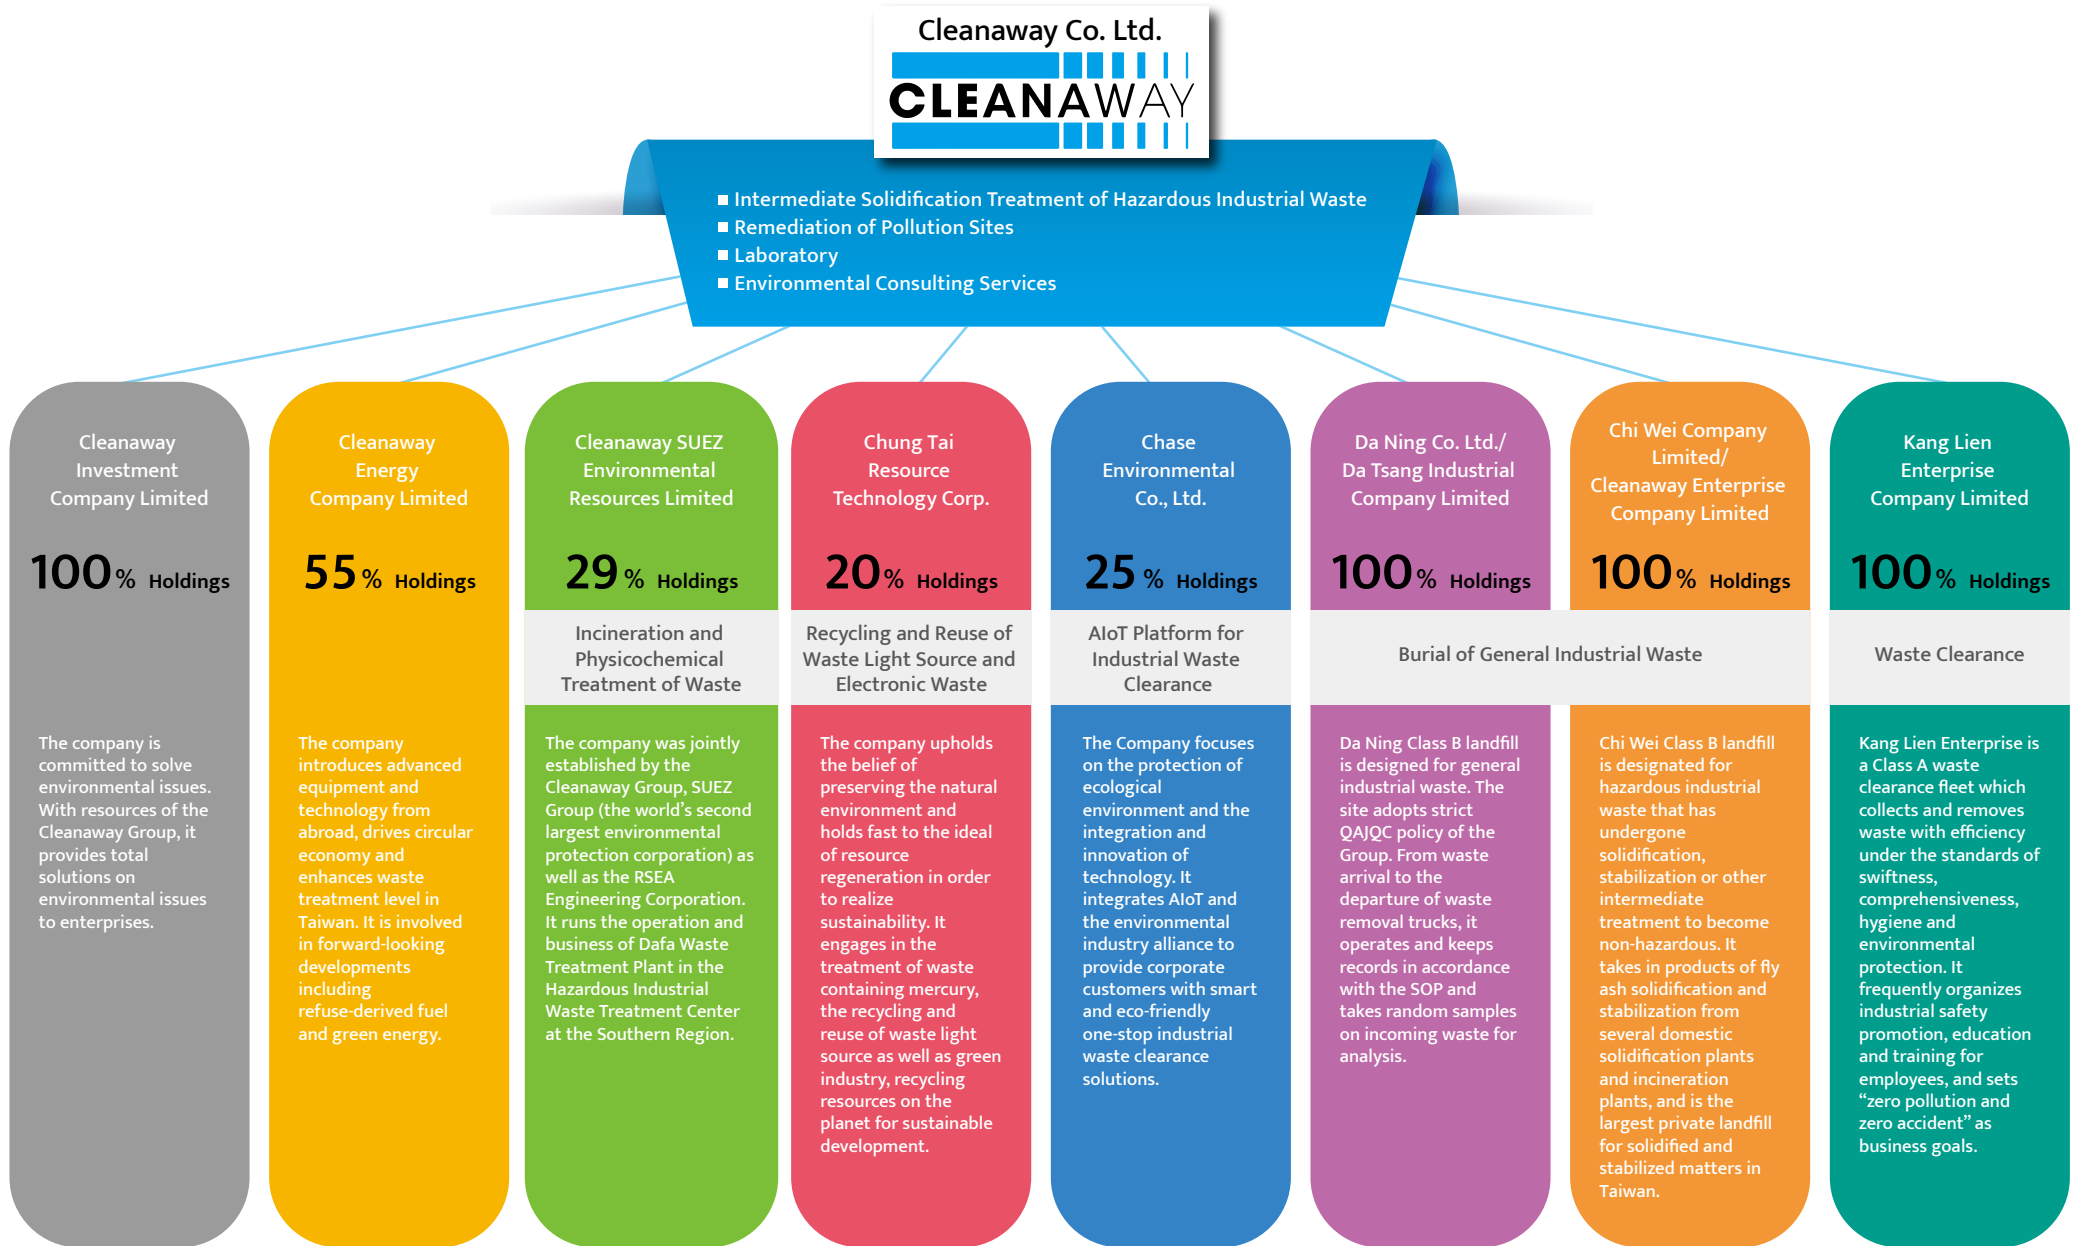 Cleanaway Co. Ltd.
CLEANAWAY
Intermediate Solidification Treatment of Hazardous Industrial Waste
Remediation of Pollution Sites
Laboratory
Environmental Consulting Services
Cleanaway
Investment
Company Limited
100% Holdings
The company is
committed to solve
environmental issues.
With resources of the
Cleanaway Group, it
provides total
solutions on
environmental issues
to enterprises.
Cleanaway
Energy
Company Limited
55% Holdings
The company
introduces advanced
equipment and
technology from
abroad, drives circular
economy and
enhances waste
treatment level in
Taiwan. It is involved
in forward-looking
developments
including
refuse-derived fuel
and green energy.
Cleanaway SUEZ
Environmental
Resources Limited
29% Holdings
Incineration and
Physicochemical
Treatment of Waste
The company was jointly
established by the
Cleanaway Group, SUEZ
Group (the world's second
largest environmental
protection corporation) as
well as the RSEA
Engineering Corporation.
It runs the operation and
business of Dafa Waste
Treatment Plant in the
Hazardous Industrial
Waste Treatment Center
at the Southern Region.
Chung Tai
Resource
Technology Corp.
20% Holdings
Recycling and Reuse of
Waste Light Source and
Electronic Waste
The company upholds
the belief of
preserving the natural
environment and
holds fast to the ideal
of resource
regeneration in order
to realize
sustainability. It
engages in the
treatment of waste
containing mercury,
the recycling and
reuse of waste light
source as well as green
industry, recycling
resources on the
planet for sustainable
development.
Chase
Environmental
Co., Ltd.
25% Holdings
AIoT Platform for
Industrial Waste
Clearance
The Company focuses
on the protection of
ecological
environment and the
integration and
innovation of
technology. It
integrates AIoT and
the environmental
industry alliance to
provide corporate
customers with smart
and eco-friendly
one-stop industrial
waste clearance
solutions.
Da Ning Co. Ltd./
Da Tsang Industrial
Company Limited
100% Holdings
Burial of General Industrial Waste
Da Ning Class B landfill
is designed for general
industrial waste. The
site adopts strict
QAJQC policy of the
Group. From waste
arrival to the
departure of waste
removal trucks, it
operates and keeps
records in accordance
with the SOP and
takes random samples
on incoming waste for
analysis.
Chi Wei Company
Limited/
Cleanaway Enterprise
Company Limited
100% Holdings
Chi Wei Class B landfill
is designated for
hazardous industrial
waste that has
undergone
solidification,
stabilization or other
intermediate
treatment to become
non-hazardous. It
takes in products of fly
ash solidification and
stabilization from
several domestic
solidification plants
and incineration
plants, and is the
largest private landfill
for solidified and
stabilized matters in
Taiwan.
Kang Lien
Enterprise
Company Limited
100% Holdings
Waste Clearance
Kang Lien Enterprise is
a Class A waste
clearance fleet which
collects and removes
waste with efficiency
under the standards of
swiftness,
comprehensiveness,
hygiene and
environmental
protection. It
frequently organizes
industrial safety
promotion, education
and training for
employees, and sets
“zero pollution and
zero accident” as
business goals.